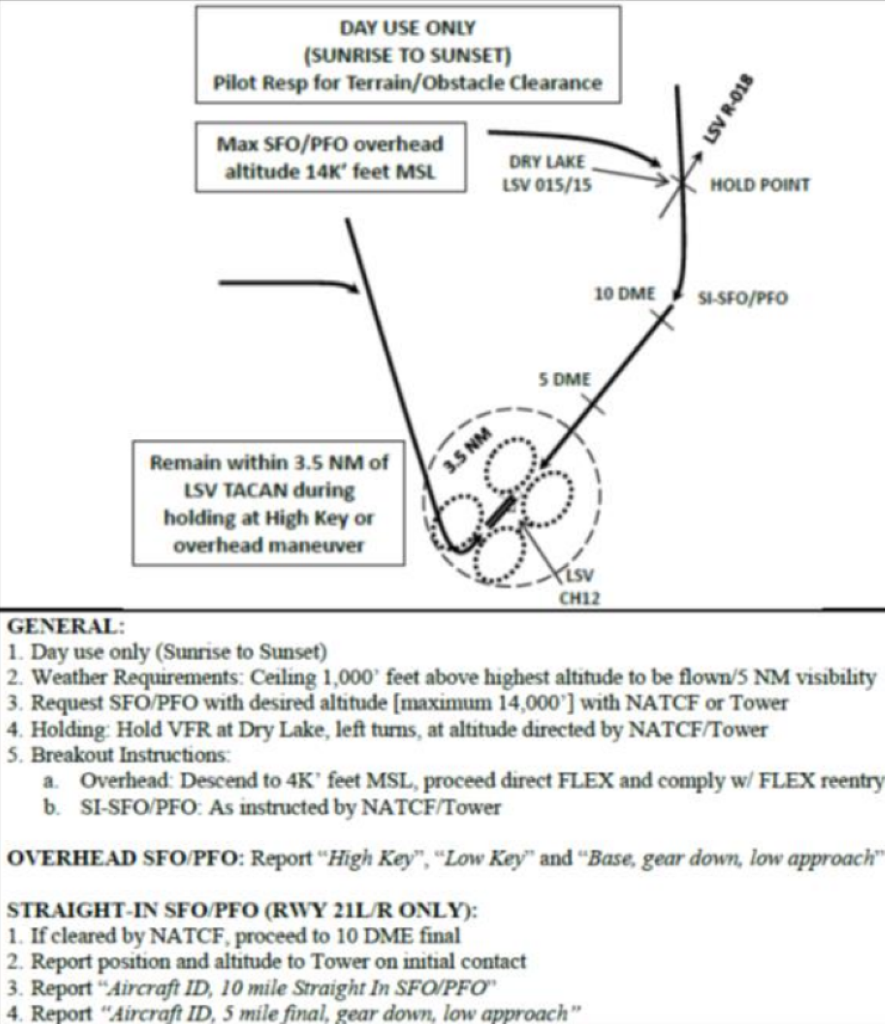 DAY USE ONLY
(SUNRISE TO SUNSET)
Pilot Resp for Terrain/Obstacle Clearance
Max SFO/PFO overhead
altitude 14K' feet MSL
LSV R-018
DRY LAKE
LSV 015/15
HOLD POINT
10 DME
SI-SFO/PFO
5 DME
3.5 NM
Remain within 3.5 NM of
LSV TACAN during
holding at High Key or
overhead maneuver
LSV
CH12
GENERAL:
1. Day use only (Sunrise to Sunset)
2. Weather Requirements: Ceiling 1,000' feet above highest altitude to be flown/5 NM visibility
3. Request SFO/PFO with desired altitude [maximum 14,000'] with NATCF or Tower
4. Holding: Hold VFR at Dry Lake, left turns, at altitude directed by NATCF/Tower
5. Breakout Instructions:
a. Overhead: Descend to 4K' feet MSL, proceed direct FLEX and comply w/ FLEX reentry
b. SI-SFO/PFO: As instructed by NATCF/Tower
OVERHEAD SFO/PFO: Report "High Key", "Low Key" and "Base, gear down, low approach"
STRAIGHT-IN SFO/PFO (RWY 21L/R ONLY):
1. If cleared by NATCF, proceed to 10 DME final
2. Report position and altitude to Tower on initial contact
3. Report "Aircraft ID, 10 mile Straight In SFO/PFO"
4. Report "Aircraft ID, 5 mile final, gear down, low approach"